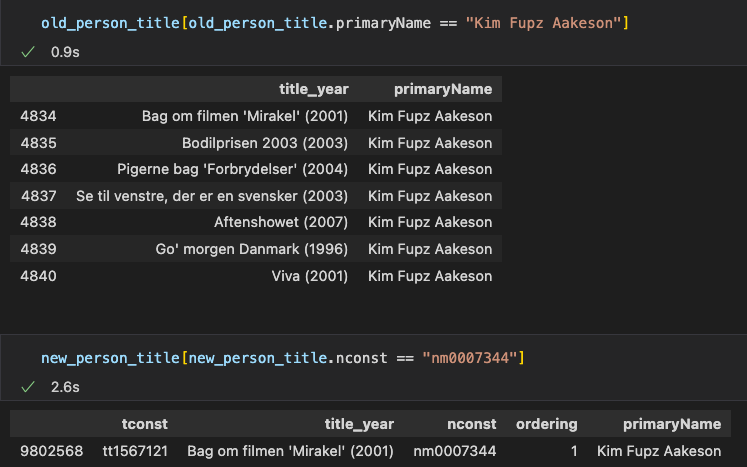 old_person_title[old_person_title.primaryName == "Kim Fupz Aakeson"]
✓ 0.9s
title_year primaryName
4834 Bag om filmen 'Mirakel' (2001) Kim Fupz Aakeson
4835 Bodilprisen 2003 (2003) Kim Fupz Aakeson
4836 Pigerne bag 'Forbrydelser' (2004) Kim Fupz Aakeson
4837 Se til venstre, der er en svensker (2003) Kim Fupz Aakeson
4838 Aftenshowet (2007) Kim Fupz Aakeson
4839 Go' morgen Danmark (1996) Kim Fupz Aakeson
4840 Viva (2001) Kim Fupz Aakeson
new_person_title[new_person_title.nconst == "nm0007344"]
✓ 2.6s
tconst title_year nconst ordering primaryName
9802568 tt1567121 Bag om filmen 'Mirakel' (2001) nm0007344 1 Kim Fupz Aakeson